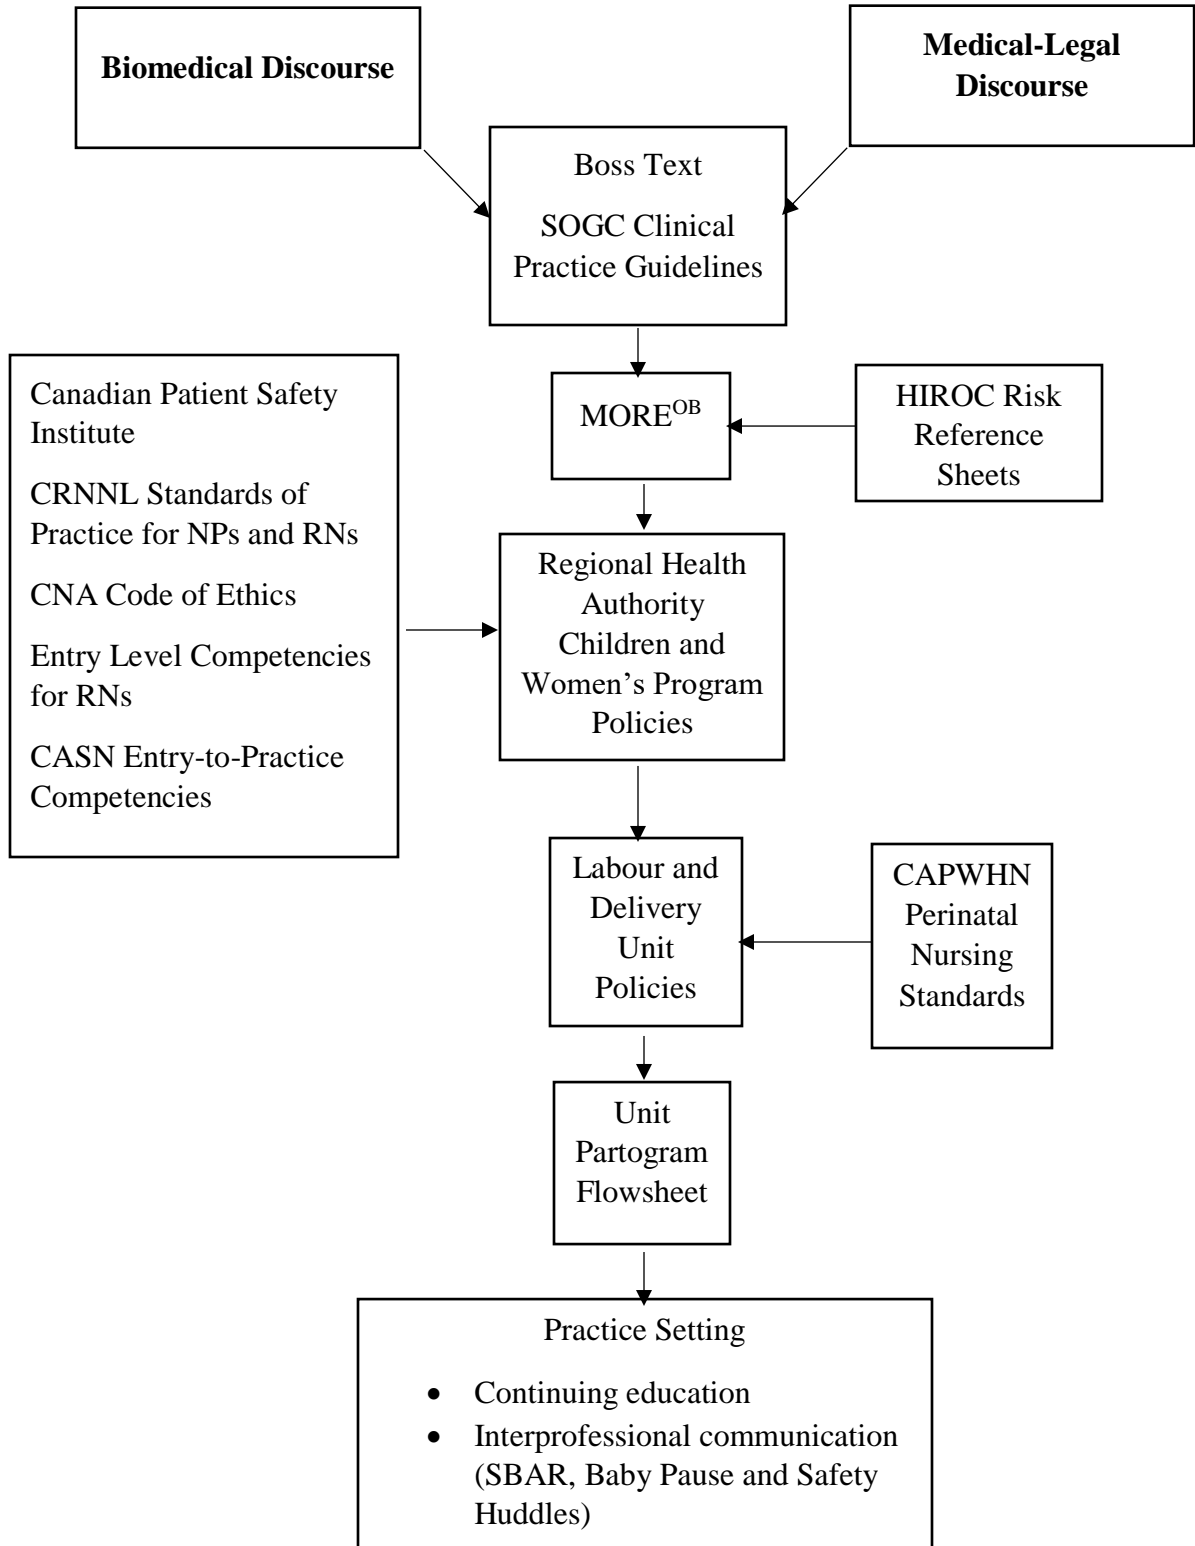 Biomedical Discourse
Medical-Legal
Discourse
Boss Text
SOGC Clinical
Practice Guidelines
MORE^OB
HIROC Risk
Reference
Sheets
Canadian Patient Safety
Institute
CRNNL Standards of
Practice for NPs and RNs
CNA Code of Ethics
Entry Level Competencies
for RNs
CASN Entry-to-Practice
Competencies
Regional Health
Authority
Children and
Women’s Program
Policies
Labour and
Delivery
Unit
Policies
CAPWHN
Perinatal
Nursing
Standards
Unit
Partogram
Flowsheet
Practice Setting
• Continuing education
• Interprofessional communication
(SBAR, Baby Pause and Safety
Huddles)